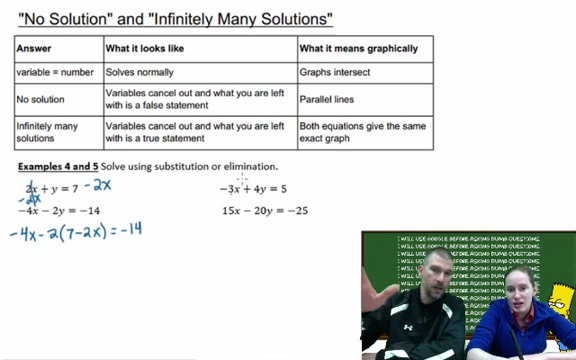 "No Solution" and "Infinitely Many Solutions"
Answer What it looks like What it means graphically
variable = number Solves normally Graphs intersect
No solution Variables cancel out and what you are left with is a false statement Parallel lines
Infinitely many solutions Variables cancel out and what you are left with is a true statement Both equations give the same exact graph
Examples 4 and 5 Solve using substitution or elimination.
2x + y = 7 -2x
-2x
-4x - 2y = -14
-4x - 2(7-2x) = -14
-3x + 4y = 5
15x - 20y = -25
I WILL USE GOOGLE BEFORE ASKING DUMB QUESTIONS.